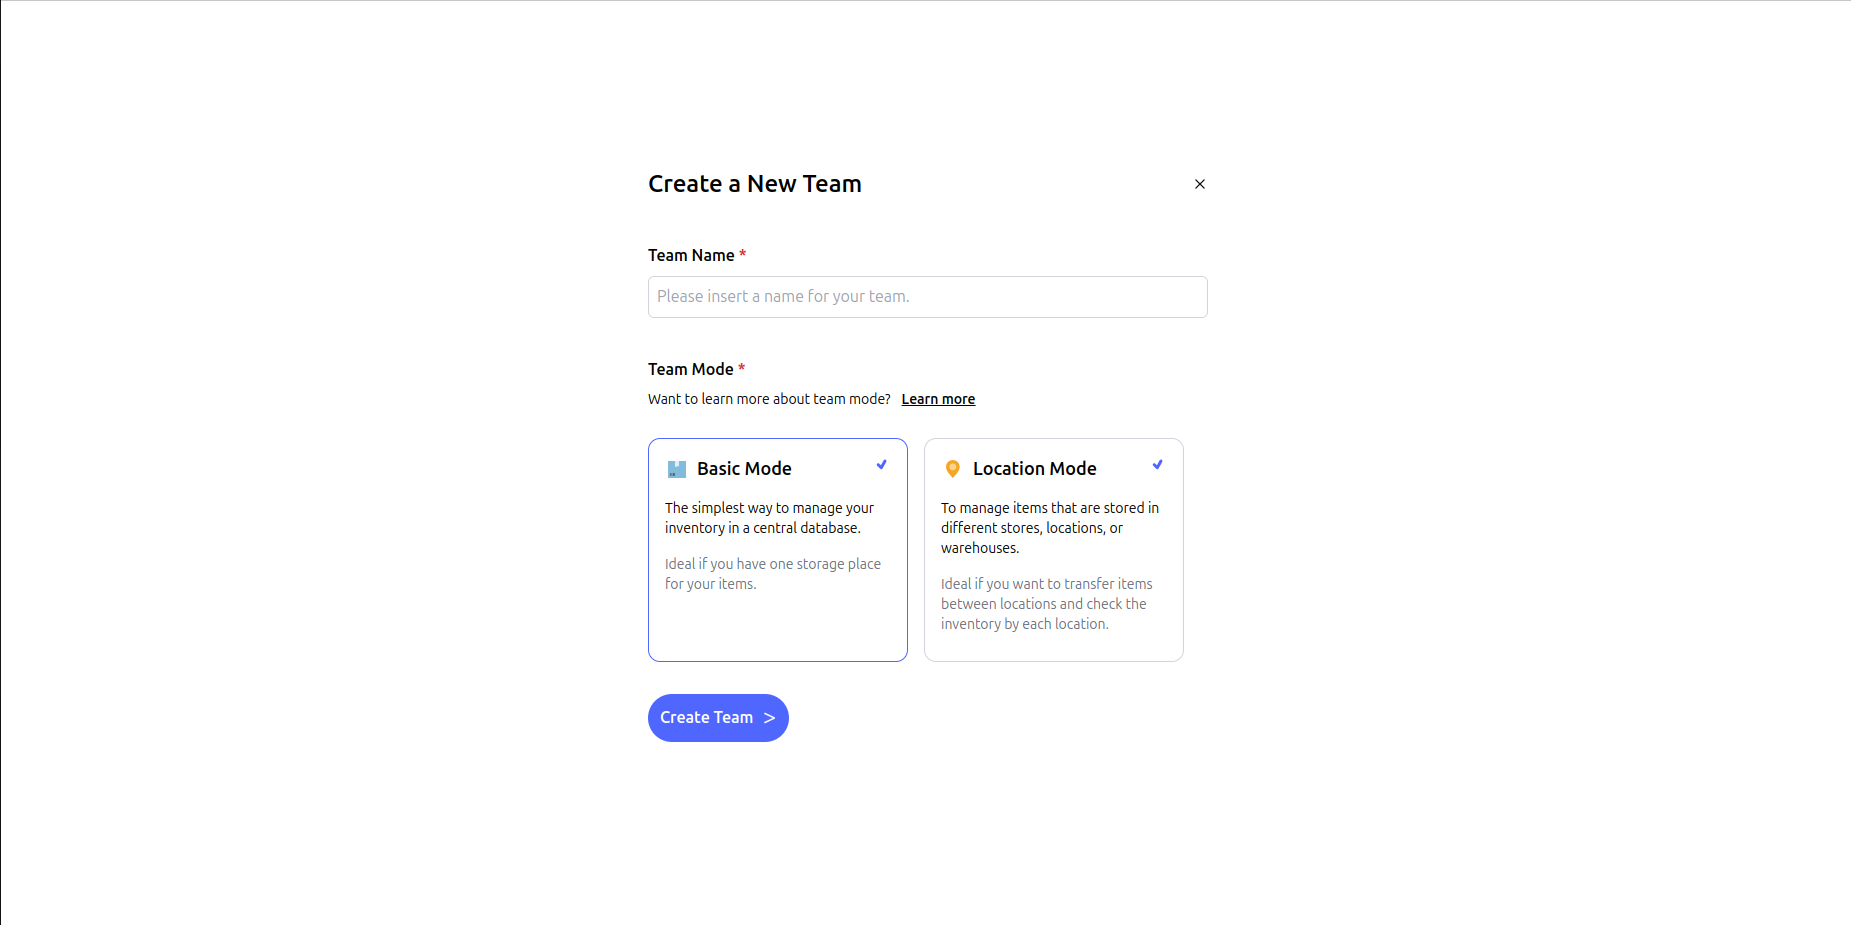 Create a New Team
Team Name *
Please insert a name for your team.
Team Mode *
Want to learn more about team mode? Learn more
Basic Mode
The simplest way to manage your
inventory in a central database.
Ideal if you have one storage place
for your items.
Location Mode
To manage items that are stored in
different stores, locations, or
warehouses.
Ideal if you want to transfer items
between locations and check the
inventory by each location.
Create Team >